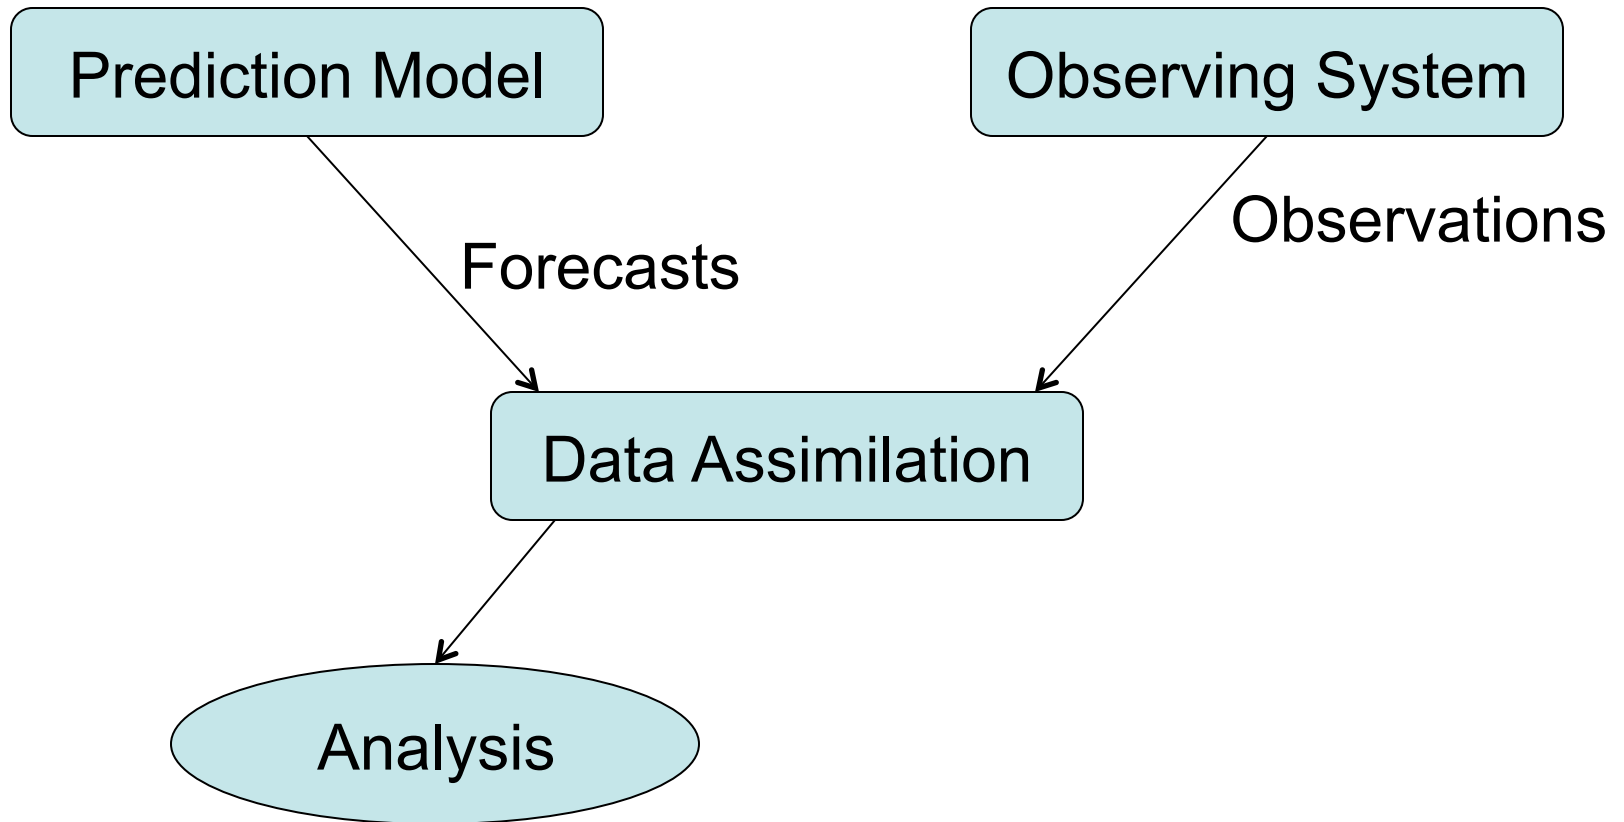 Prediction Model
Observing System
Observations
Forecasts
Data Assimilation
Analysis